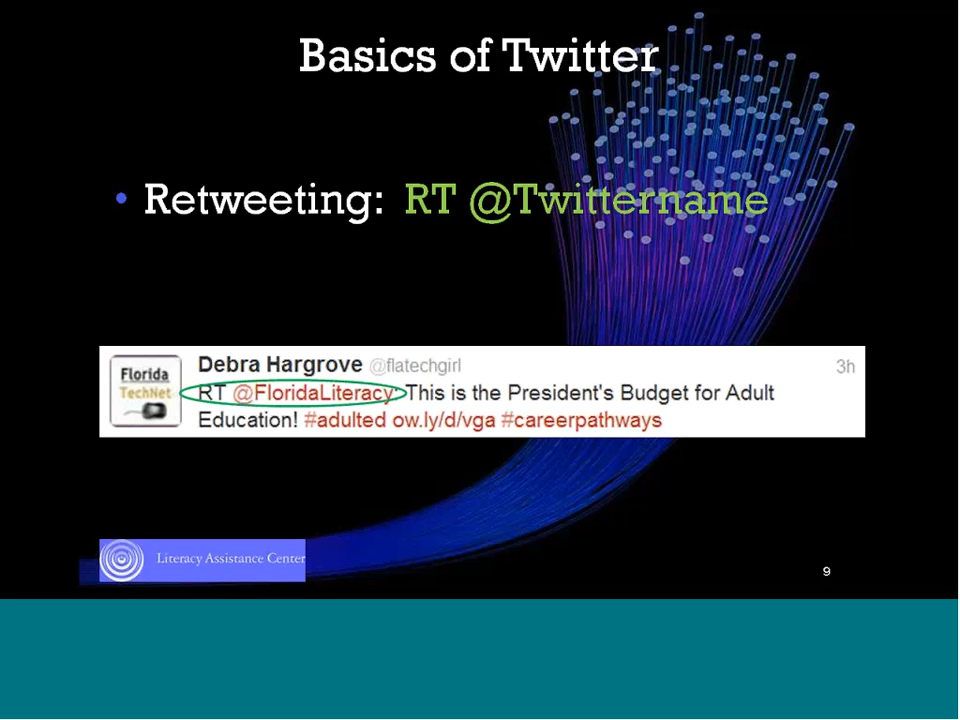 Basics of Twitter
• Retweeting: RT @Twittername
Debra Hargrove @flatechgirl 3h
Florida
TechNet
RT @FloridaLiteracy: This is the President's Budget for Adult
Education! #adulted ow.ly/d/vga #careerpathways
Literacy Assistance Center
9